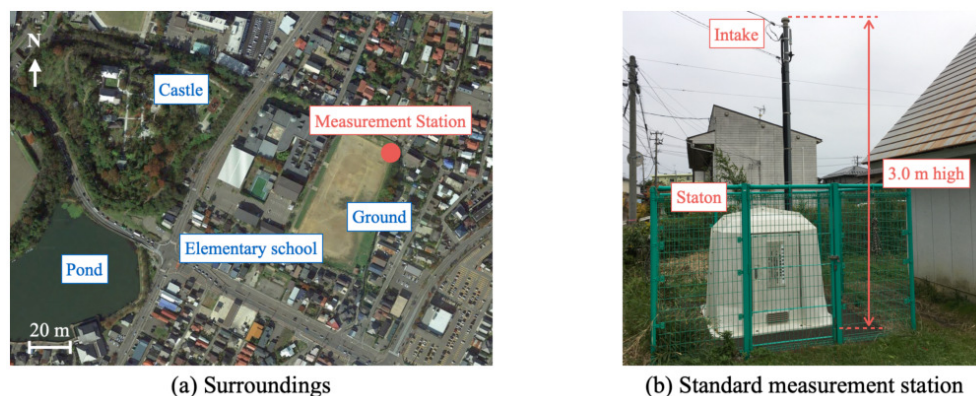 N
Castle
Measurement Station
Ground
Elementary school
Pond
20 m
(a) Surroundings
Intake
3.0 m high
Staton
(b) Standard measurement station